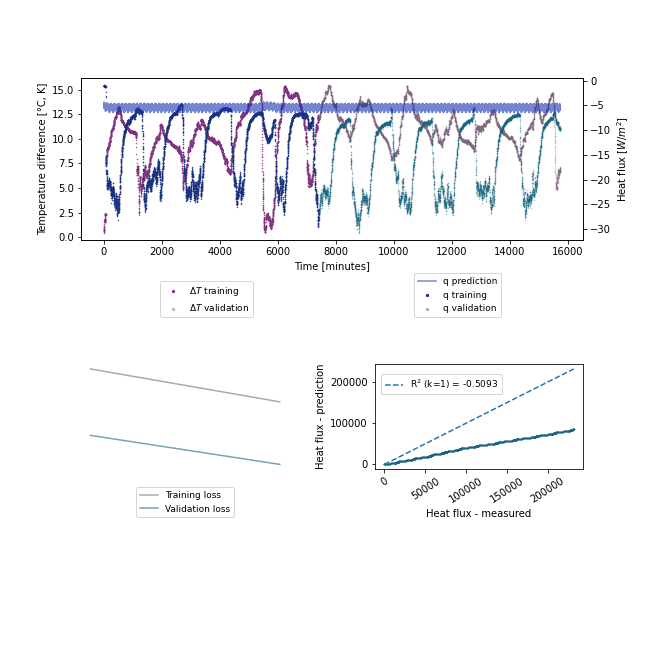 15.0
12.5
10.0
7.5
5.0
2.5
0.0
Temperature difference [°C, K]
0
−5
−10
−15
−20
−25
−30
Heat flux [W/m²]
0 2000 4000 6000 8000 10000 12000 14000 16000
Time [minutes]
ΔT training
ΔT validation
q prediction
q training
q validation
Training loss
Validation loss
R² (k=1) = -0.5093
200000
100000
0
Heat flux - prediction
0 50000 100000 150000 200000
Heat flux - measured